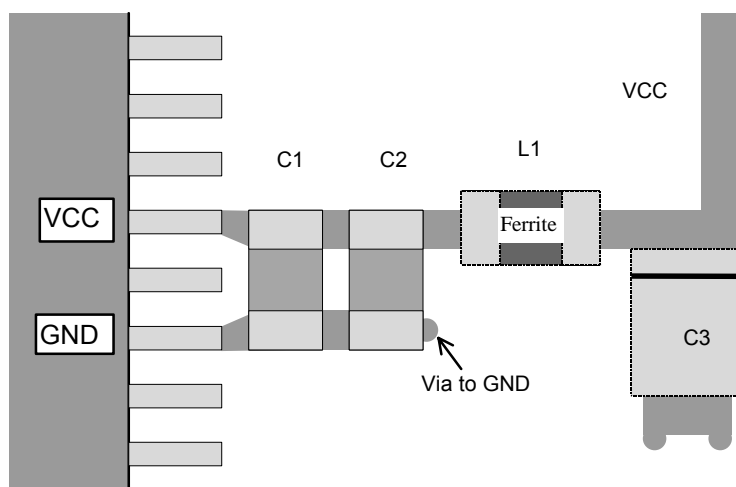 VCC
C1
C2
L1
VCC
Ferrite
GND
C3
Via to GND